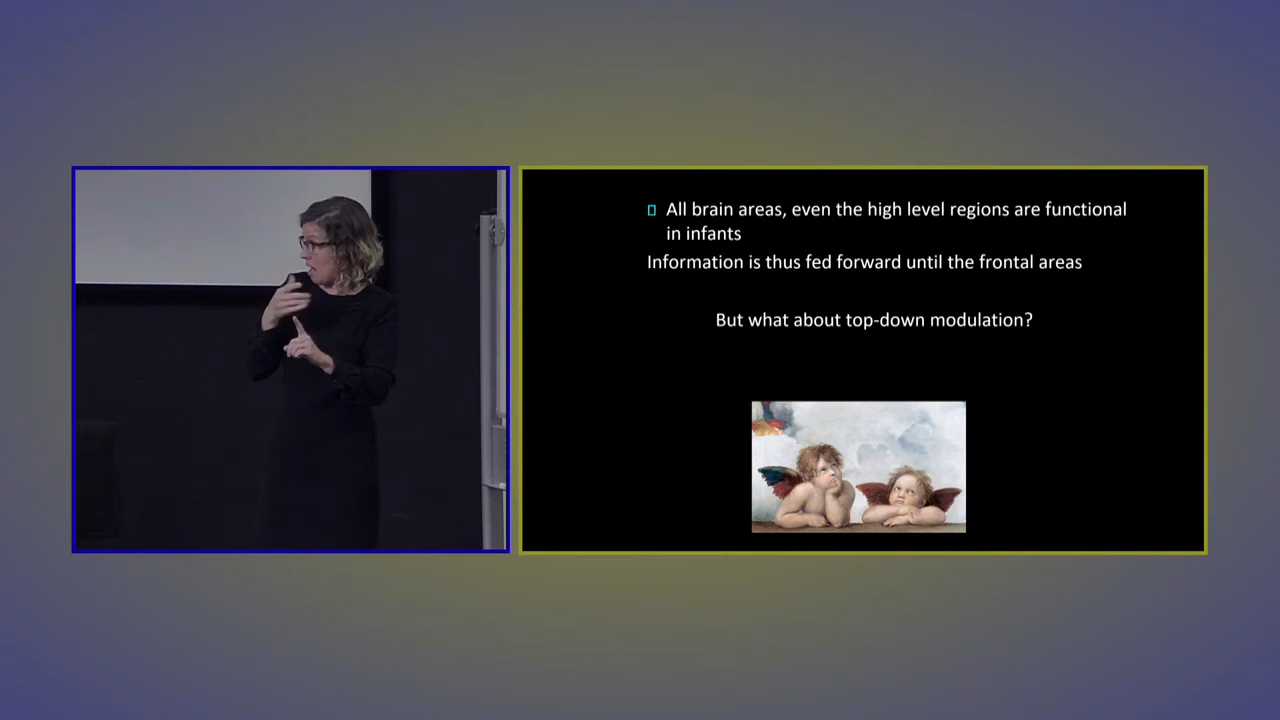 All brain areas, even the high level regions are functional
in infants
Information is thus fed forward until the frontal areas
But what about top-down modulation?